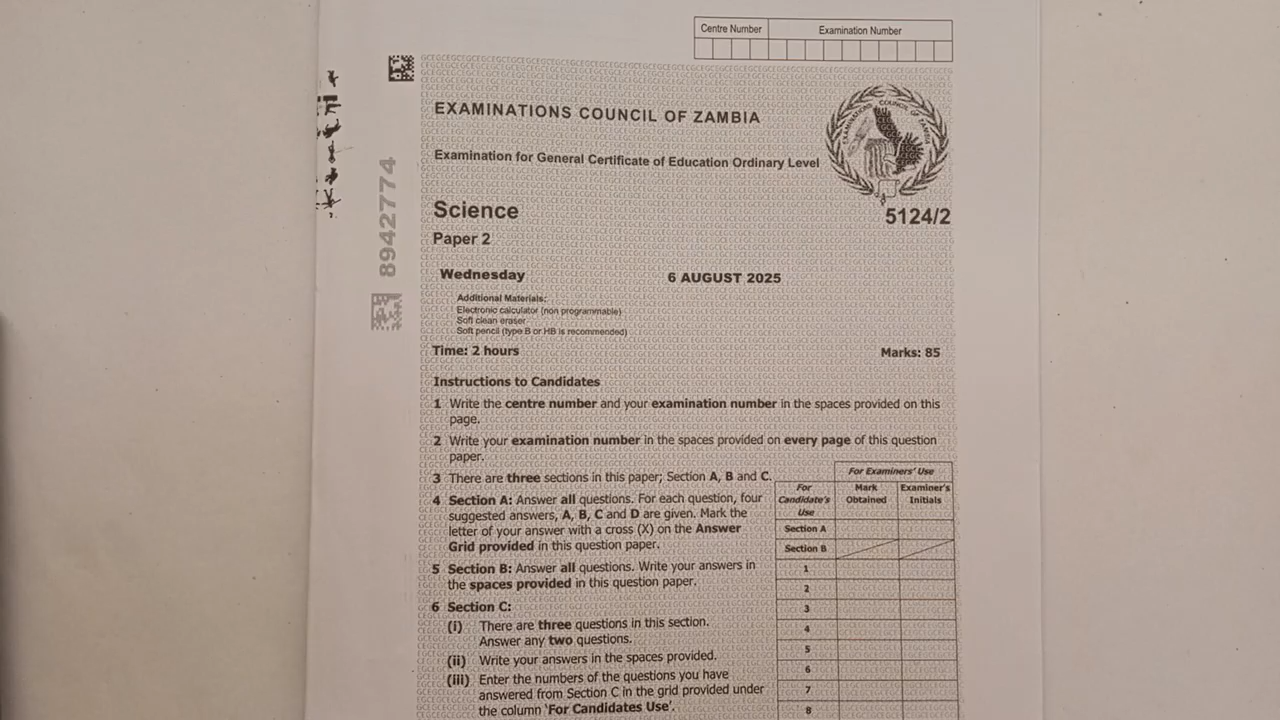 Centre Number Examination Number
EXAMINATIONS COUNCIL OF ZAMBIA
Examination for General Certificate of Education Ordinary Level
Science
5124/2
Paper 2
Wednesday 6 AUGUST 2025
Additional Materials:
Electronic calculator (non programmable)
Soft clean eraser
Soft pencil (type B or HB is recommended)
Time: 2 hours Marks: 85
Instructions to Candidates
1 Write the centre number and your examination number in the spaces provided on this
page.
2 Write your examination number in the spaces provided on every page of this question
paper.
3 There are three sections in this paper; Section A, B and C.
4 Section A: Answer all questions. For each question, four
suggested answers, A, B, C and D are given. Mark the
letter of your answer with a cross (X) on the Answer
Grid provided in this question paper.
5 Section B: Answer all questions. Write your answers in
the spaces provided in this question paper.
6 Section C:
(i) There are three questions in this section.
Answer any two questions.
(ii) Write your answers in the spaces provided.
(iii) Enter the numbers of the questions you have
answered from Section C in the grid provided under
the column 'For Candidates Use'.
For Examiners' Use
For Candidate's Use
Mark Obtained
Examiner's Initials
Section A
Section B
1
2
3
4
5
6
7
8
8942774